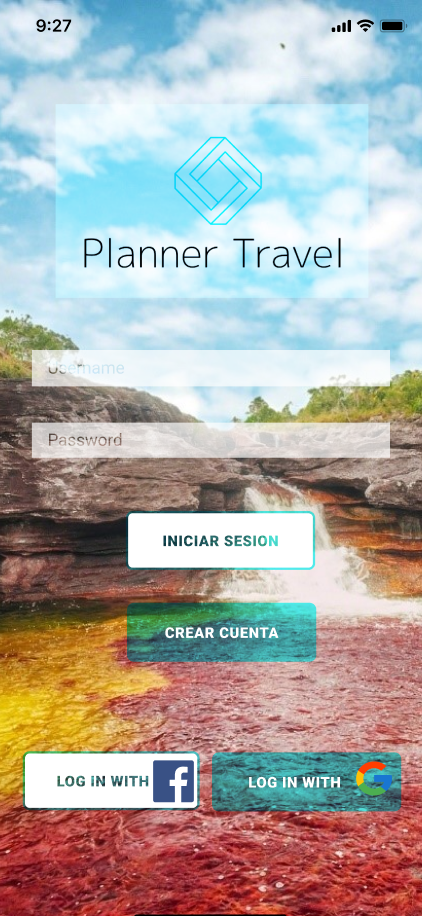 9:27
Planner Travel
Username
Password
INICIAR SESION
CREAR CUENTA
LOG IN WITH
LOG IN WITH